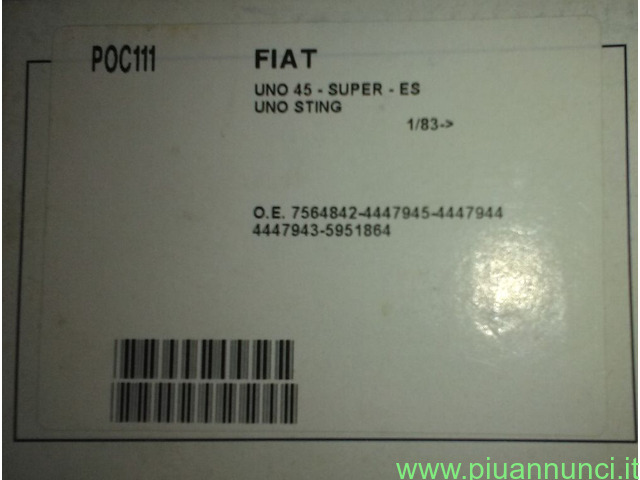 POC111
FIAT
UNO 45 - SUPER - ES
UNO STING
1/83->
O.E. 7564842-4447945-4447944
4447943-5951864
www.piuannunci.it